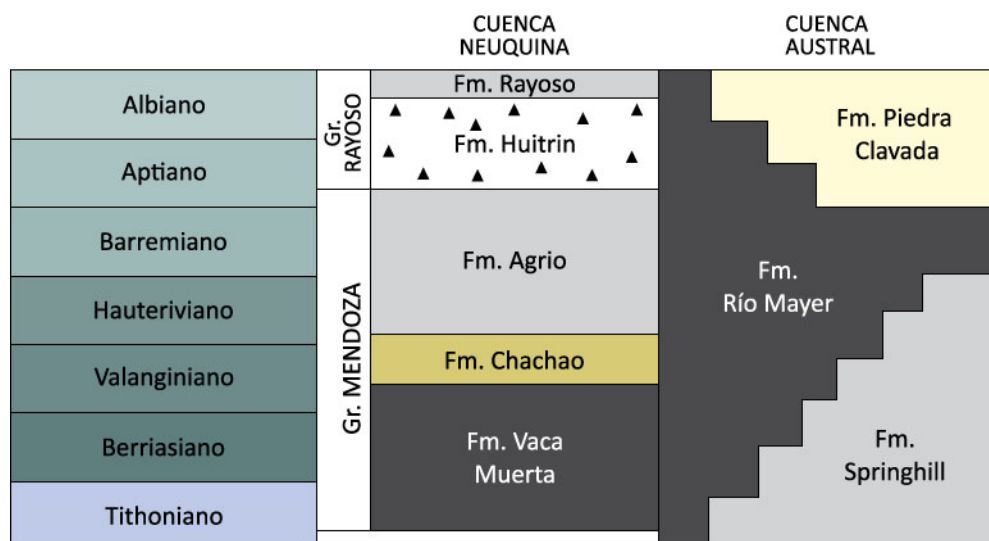 CUENCA
NEUQUINA
CUENCA
AUSTRAL
Albiano
Aptiano
Barremiano
Hauteriviano
Valanginiano
Berriasiano
Tithoniano
Gr.
RAYOSO
Gr. MENDOZA
Fm. Rayoso
Fm. Huitrin
Fm. Agrio
Fm. Chachao
Fm. Vaca
Muerta
Fm. Piedra
Clavada
Fm.
Río Mayer
Fm.
Springhill